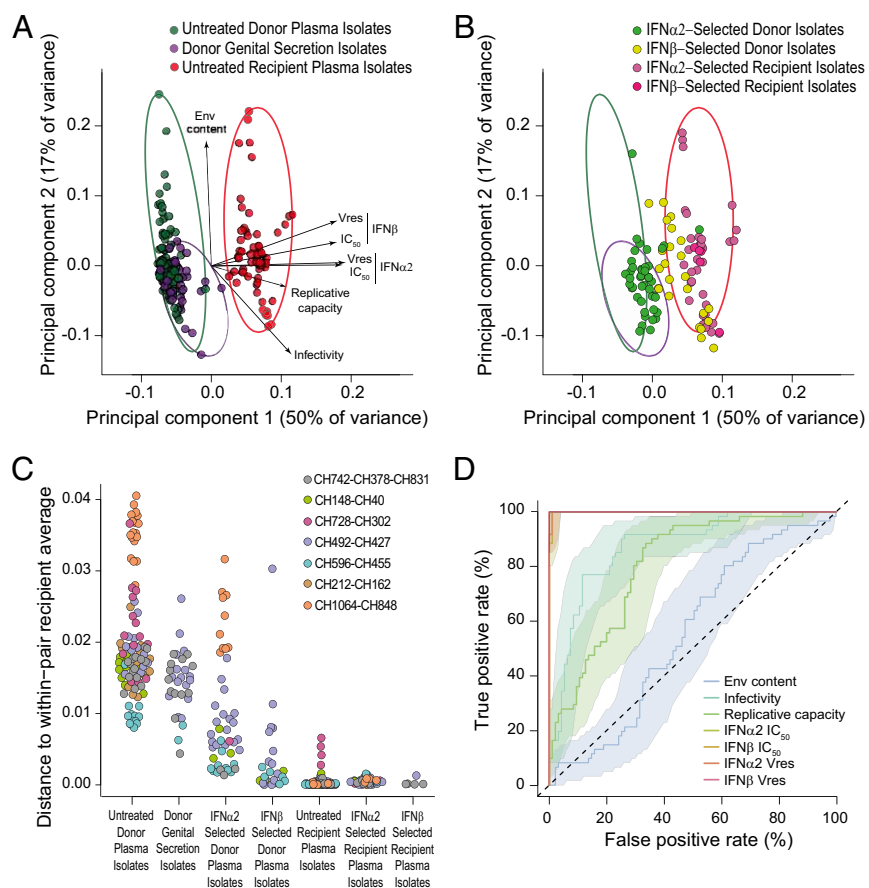 A
Untreated Donor Plasma Isolates
Donor Genital Secretion Isolates
Untreated Recipient Plasma Isolates
Principal component 2 (17% of variance)
0.2
0.1
0.0
-0.1
Env
content
Vres
IC50
IFNβ
Vres
IC50
IFNα2
Replicative
capacity
Infectivity
-0.1
0.0
0.1
0.2
Principal component 1 (50% of variance)
B
IFNα2–Selected Donor Isolates
IFNβ–Selected Donor Isolates
IFNα2–Selected Recipient Isolates
IFNβ–Selected Recipient Isolates
Principal component 2 (17% of variance)
0.2
0.1
0.0
-0.1
-0.1
0.0
0.1
0.2
Principal component 1 (50% of variance)
C
CH742-CH378-CH831
CH148-CH40
CH728-CH302
CH492-CH427
CH596-CH455
CH212-CH162
CH1064-CH848
Distance to within-pair recipient average
0.04
0.03
0.02
0.01
0.00
Untreated
Donor
Plasma
Isolates
Donor
Genital
Secretion
Isolates
IFNα2
Selected
Donor
Plasma
Isolates
IFNβ
Selected
Donor
Plasma
Isolates
Untreated
Recipient
Plasma
Isolates
IFNα2
Selected
Recipient
Plasma
Isolates
IFNβ
Selected
Recipient
Plasma
Isolates
D
True positive rate (%)
100
80
60
40
20
0
Env content
Infectivity
Replicative capacity
IFNα2 IC50
IFNβ IC50
IFNα2 Vres
IFNβ Vres
0
20
40
60
80
100
False positive rate (%)